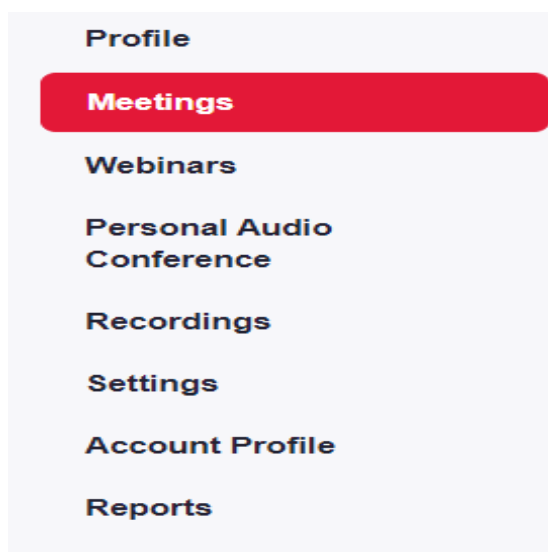 Profile
Meetings
Webinars
Personal Audio
Conference
Recordings
Settings
Account Profile
Reports